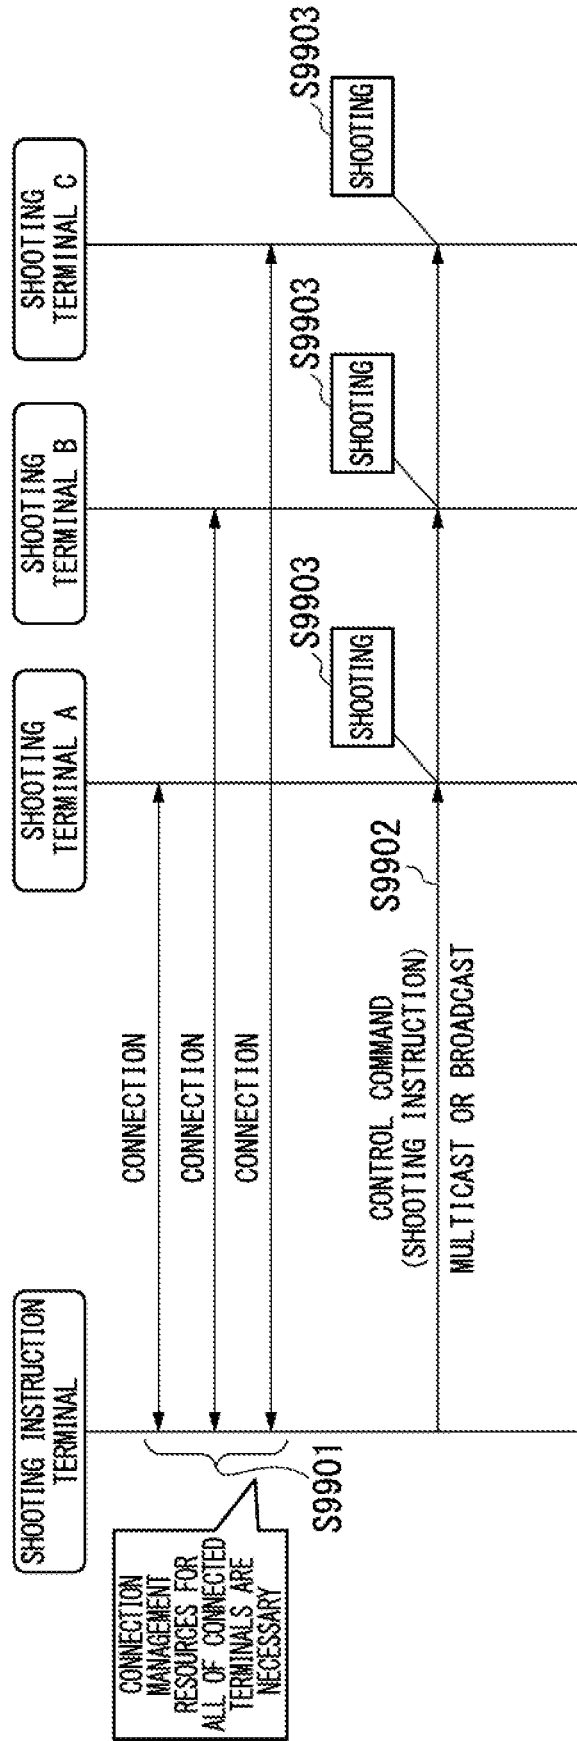 SHOOTING INSTRUCTION
TERMINAL
SHOOTING
TERMINAL A
SHOOTING
TERMINAL B
SHOOTING
TERMINAL C
CONNECTION
MANAGEMENT
RESOURCES FOR
ALL OF CONNECTED
TERMINALS ARE
NECESSARY
S9901
CONNECTION
CONNECTION
CONNECTION
CONTROL COMMAND
(SHOOTING INSTRUCTION)
MULTICAST OR BROADCAST
S9902
S9903
SHOOTING
S9903
SHOOTING
S9903
SHOOTING